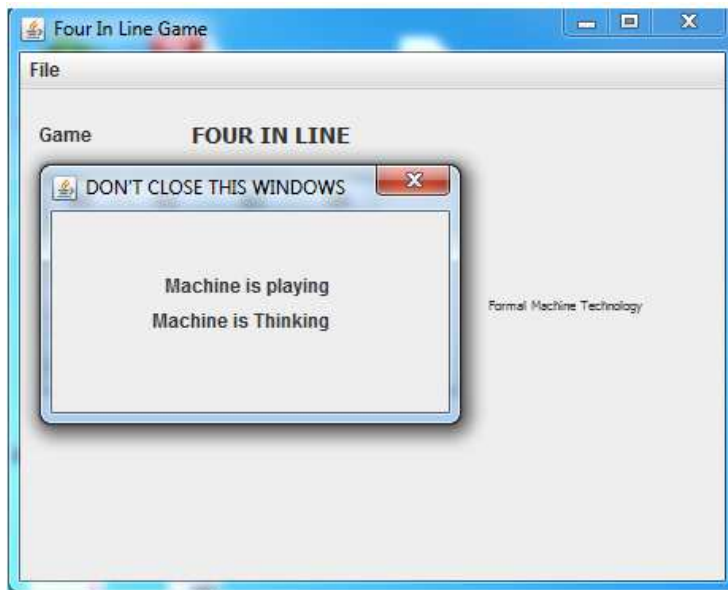 Four In Line Game
File
Game FOUR IN LINE
DON'T CLOSE THIS WINDOWS
Machine is playing
Machine is Thinking
Formal Machine Technology